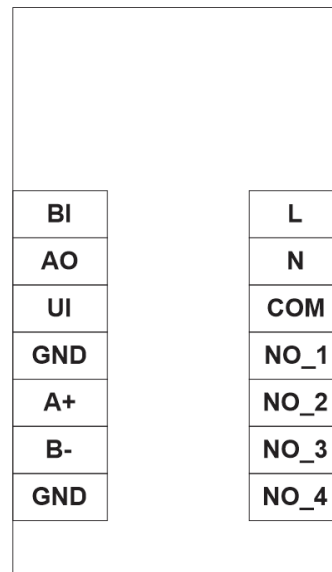 BI
AO
UI
GND
A+
B-
GND
L
N
COM
NO_1
NO_2
NO_3
NO_4